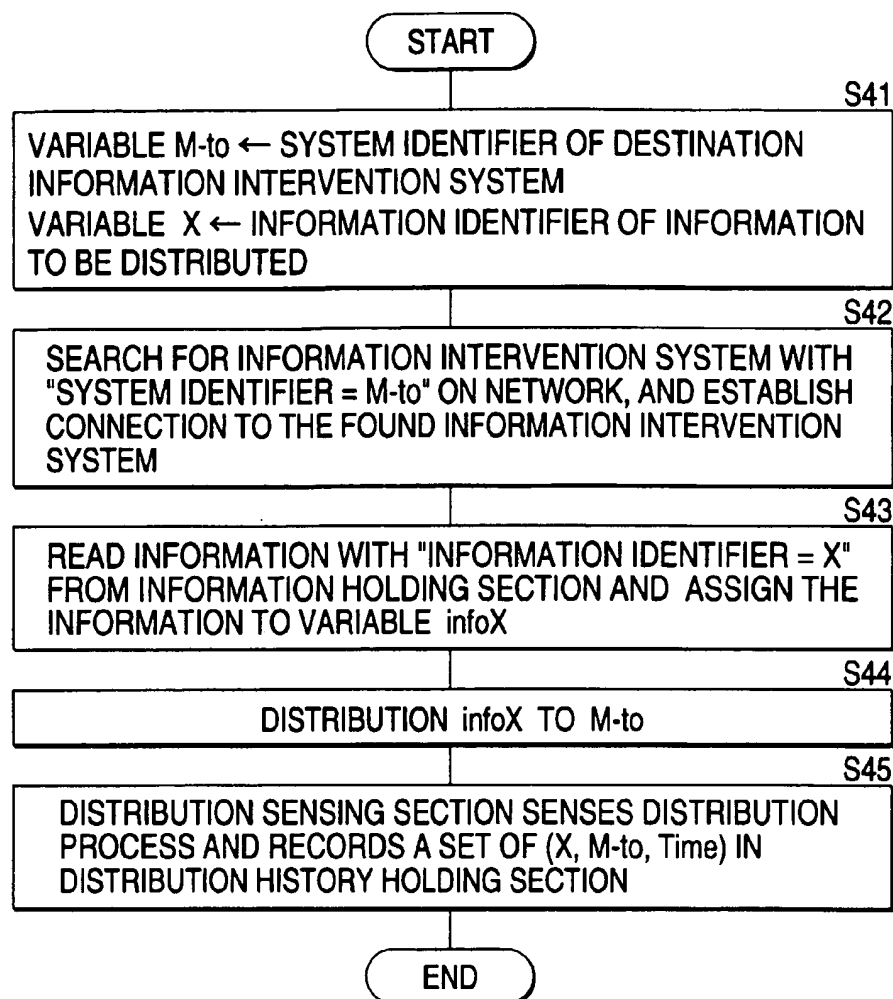 START
S41
VARIABLE M-to ← SYSTEM IDENTIFIER OF DESTINATION
INFORMATION INTERVENTION SYSTEM
VARIABLE X ← INFORMATION IDENTIFIER OF INFORMATION
TO BE DISTRIBUTED
S42
SEARCH FOR INFORMATION INTERVENTION SYSTEM WITH
"SYSTEM IDENTIFIER = M-to" ON NETWORK, AND ESTABLISH
CONNECTION TO THE FOUND INFORMATION INTERVENTION
SYSTEM
S43
READ INFORMATION WITH "INFORMATION IDENTIFIER = X"
FROM INFORMATION HOLDING SECTION AND ASSIGN THE
INFORMATION TO VARIABLE infoX
S44
DISTRIBUTION infoX TO M-to
S45
DISTRIBUTION SENSING SECTION SENSES DISTRIBUTION
PROCESS AND RECORDS A SET OF (X, M-to, Time) IN
DISTRIBUTION HISTORY HOLDING SECTION
END